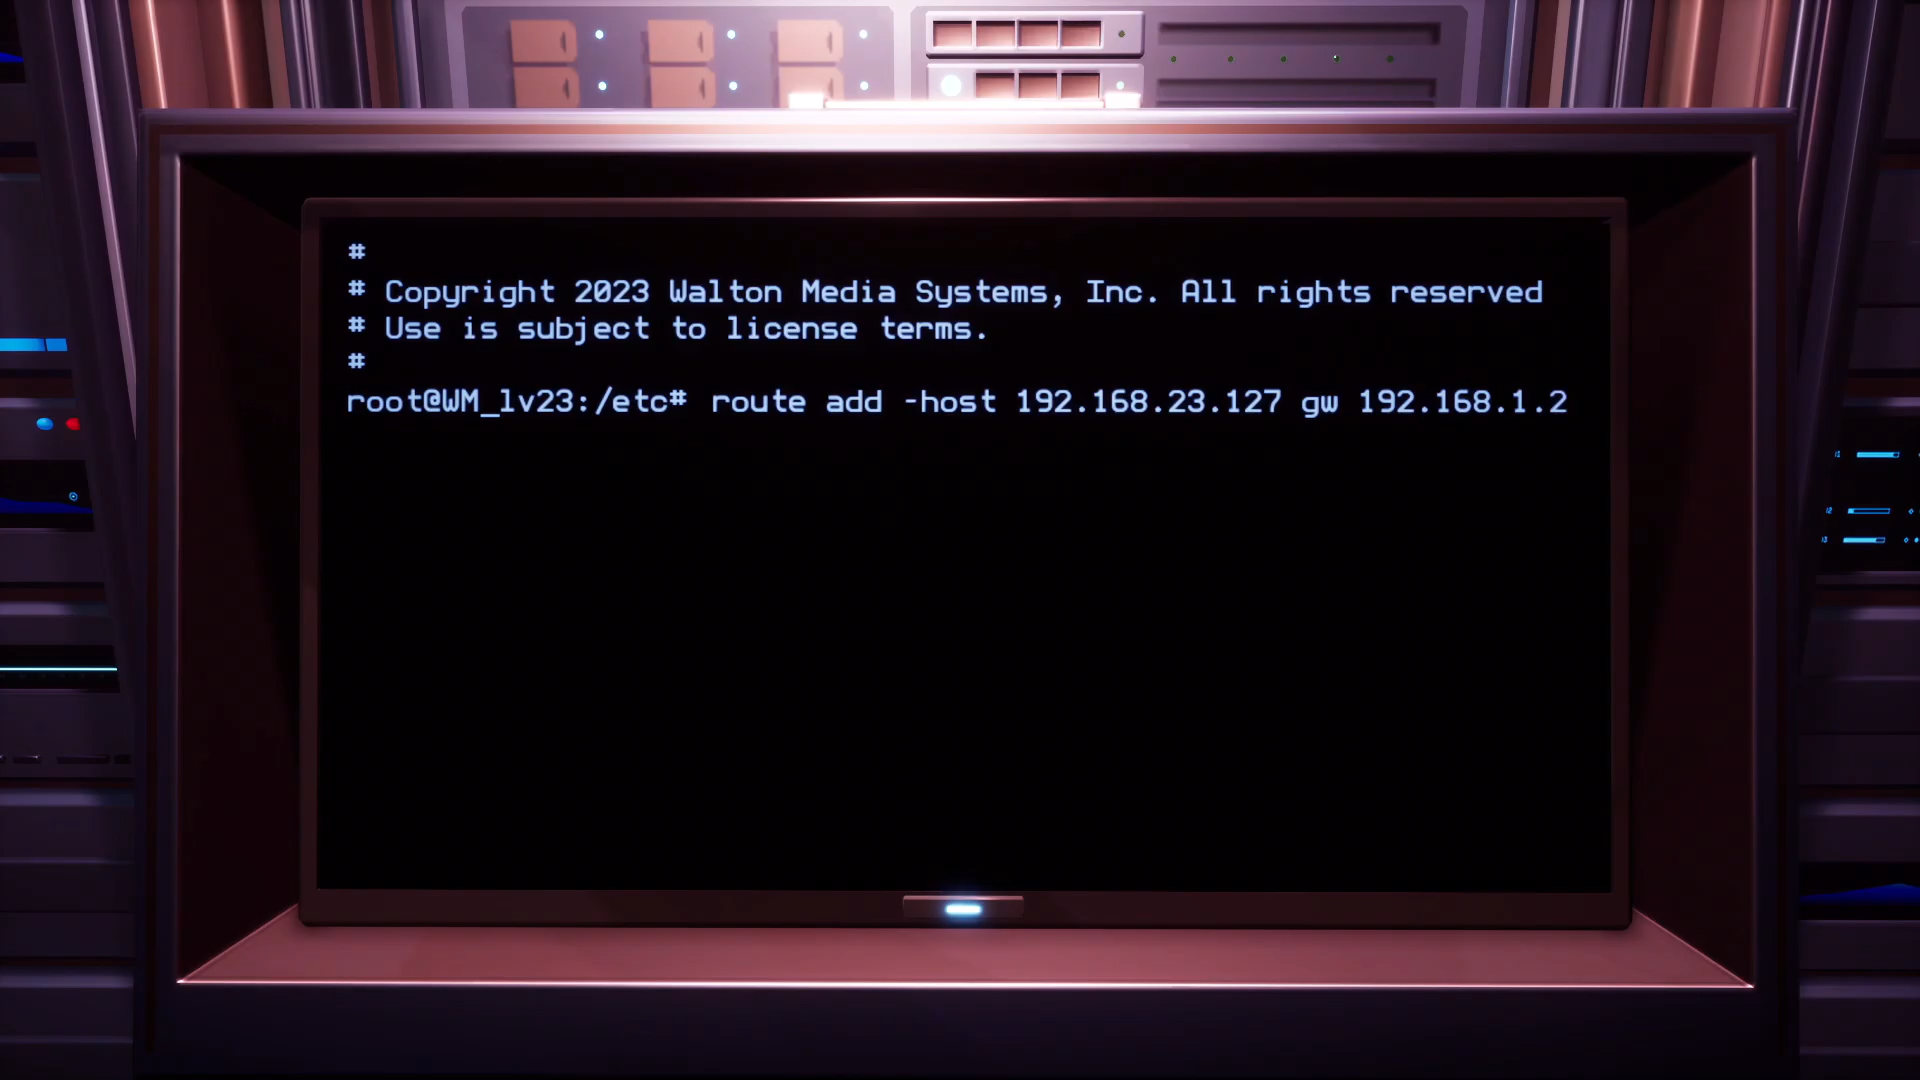 #
# Copyright 2023 Walton Media Systems, Inc. All rights reserved
# Use is subject to license terms.
#
root@WM_lv23:/etc# route add -host 192.168.23.127 gw 192.168.1.2